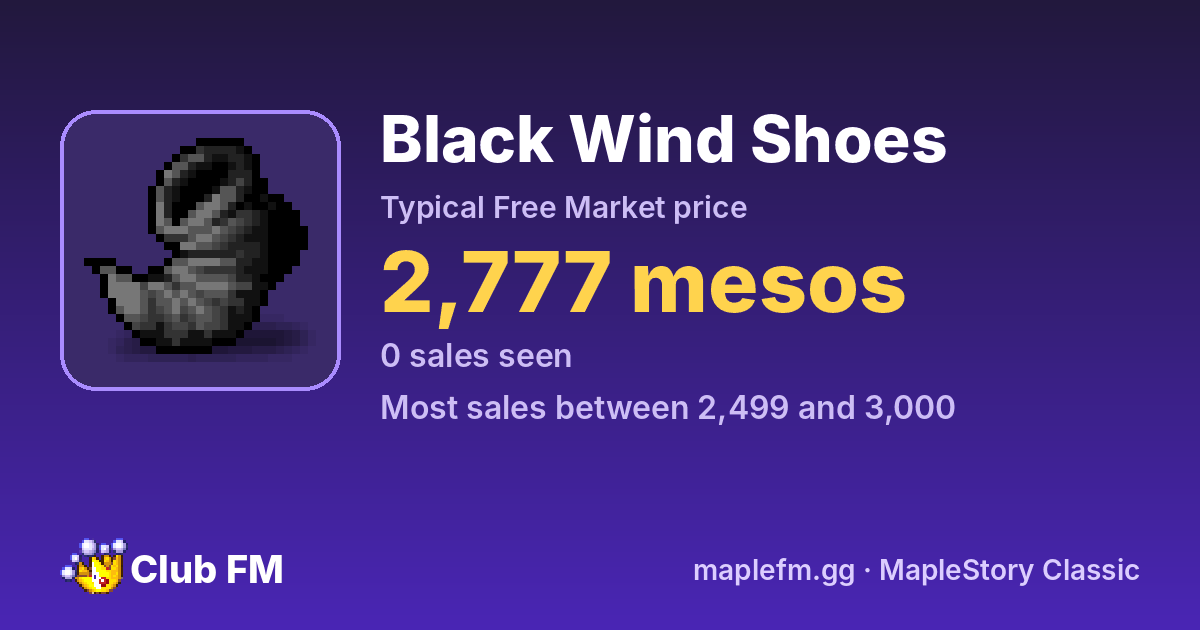 Black Wind Shoes
Typical Free Market price
2,777 mesos
0 sales seen
Most sales between 2,499 and 3,000
Club FM
maplefm.gg · MapleStory Classic